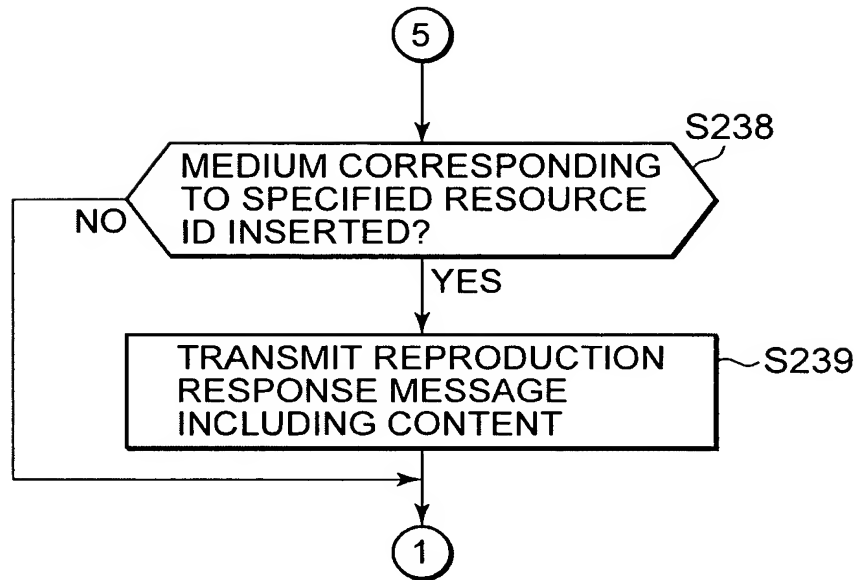 5
S238
MEDIUM CORRESPONDING
TO SPECIFIED RESOURCE
ID INSERTED?
NO
YES
TRANSMIT REPRODUCTION
RESPONSE MESSAGE
INCLUDING CONTENT
S239
1